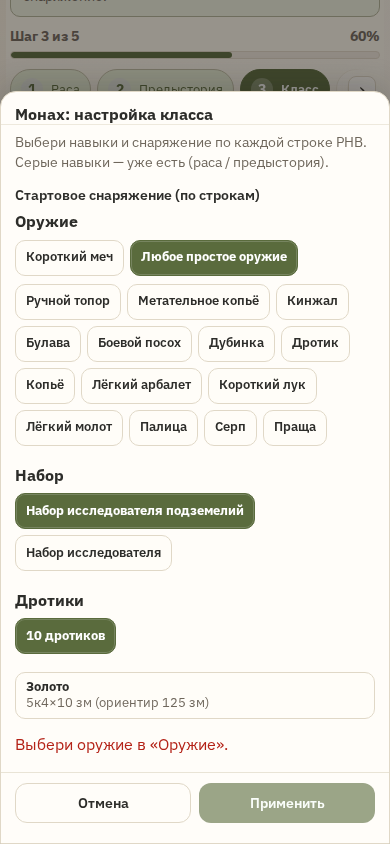 снаряжение.
Шаг 3 из 5
60%
1 Раса
2 Предыстория
3 Класс
Монах: настройка класса
Выбери навыки и снаряжение по каждой строке PHB.
Серые навыки — уже есть (раса / предыстория).
Стартовое снаряжение (по строкам)
Оружие
Короткий меч
Любое простое оружие
Ручной топор
Метательное копьё
Кинжал
Булава
Боевой посох
Дубинка
Дротик
Копьё
Лёгкий арбалет
Короткий лук
Лёгкий молот
Палица
Серп
Праща
Набор
Набор исследователя подземелий
Набор исследователя
Дротики
10 дротиков
Золото
5к4×10 зм (ориентир 125 зм)
Выбери оружие в «Оружие».
Отмена
Применить